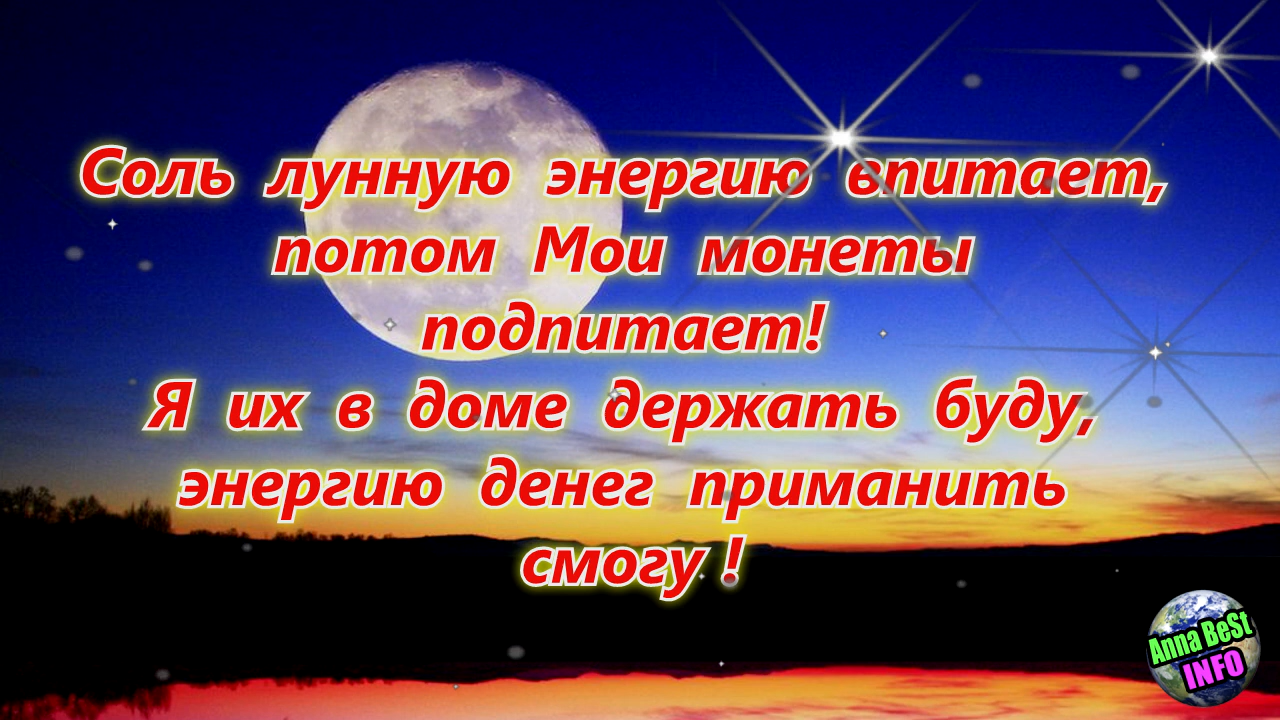 Соль лунную энергию впитает,
потом Мои монеты
подпитает!
Я их в доме держать буду,
энергию денег приманить
смогу !
Anna BeSt
INFO